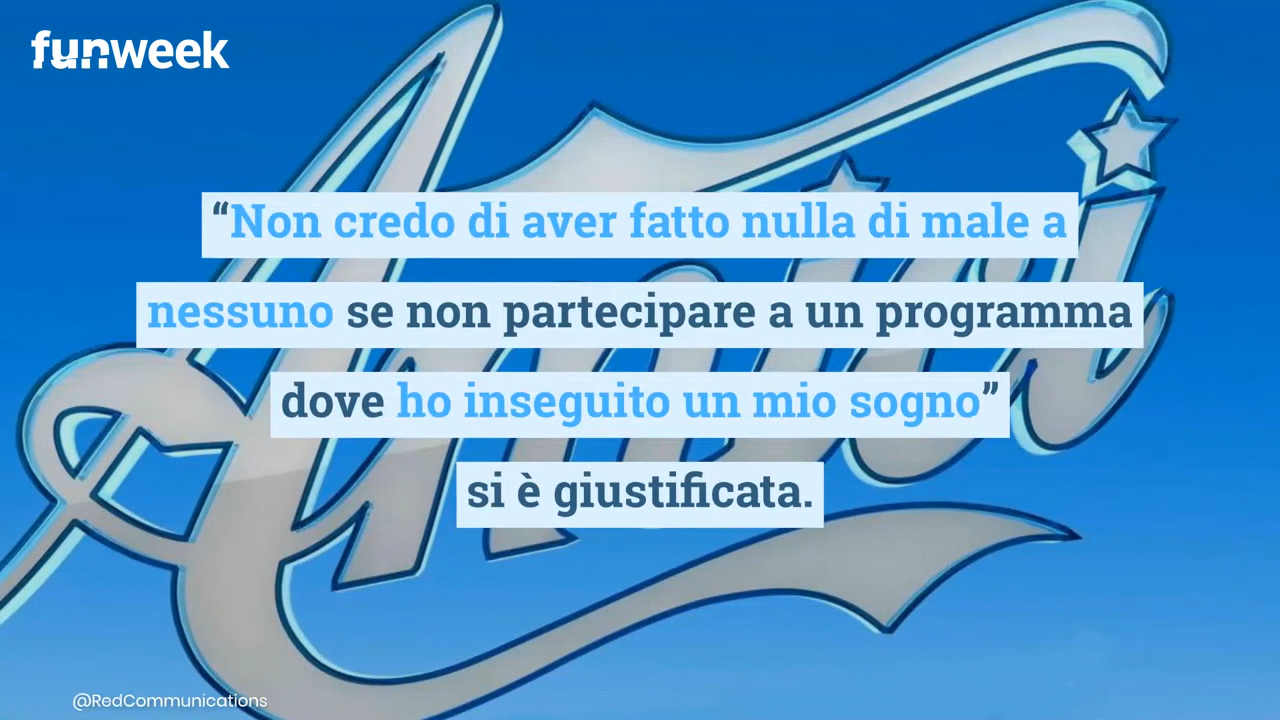 funweek
“Non credo di aver fatto nulla di male a
nessuno se non partecipare a un programma
dove ho inseguito un mio sogno”
si è giustificata.
Amici
@RedCommunications